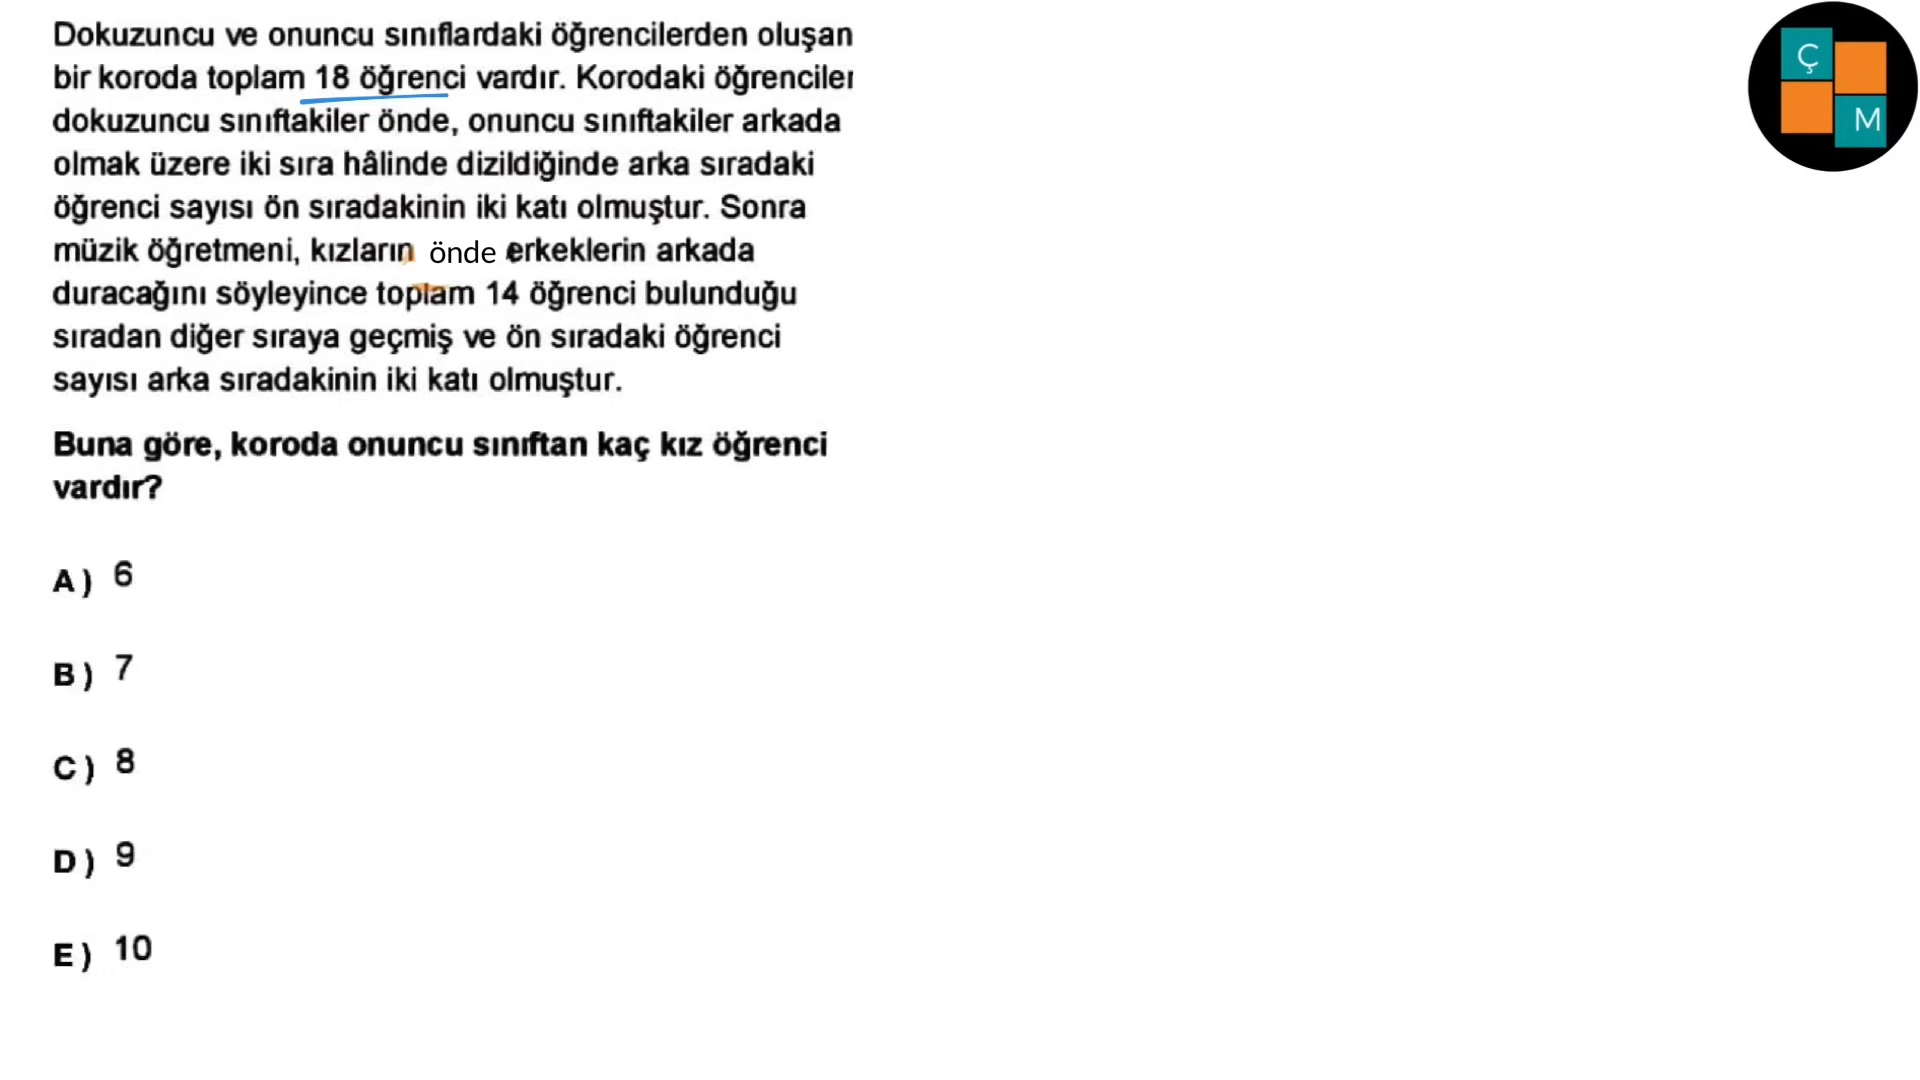 Dokuzuncu ve onuncu sınıflardaki öğrencilerden oluşan
bir koroda toplam 18 öğrenci vardır. Korodaki öğrenciler
dokuzuncu sınıftakiler önde, onuncu sınıftakiler arkada
olmak üzere iki sıra hâlinde dizildiğinde arka sıradaki
öğrenci sayısı ön sıradakinin iki katı olmuştur. Sonra
müzik öğretmeni, kızların önde erkeklerin arkada
duracağını söyleyince toplam 14 öğrenci bulunduğu
sıradan diğer sıraya geçmiş ve ön sıradaki öğrenci
sayısı arka sıradakinin iki katı olmuştur.
Buna göre, koroda onuncu sınıftan kaç kız öğrenci
vardır?
A) 6
B) 7
C) 8
D) 9
E) 10
Ç
M